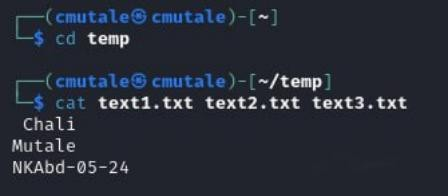 ┌──(cmutale㉿cmutale)-[~]
└─$ cd temp
┌──(cmutale㉿cmutale)-[~/temp]
└─$ cat text1.txt text2.txt text3.txt
 Chali
Mutale
NKAbd-05-24